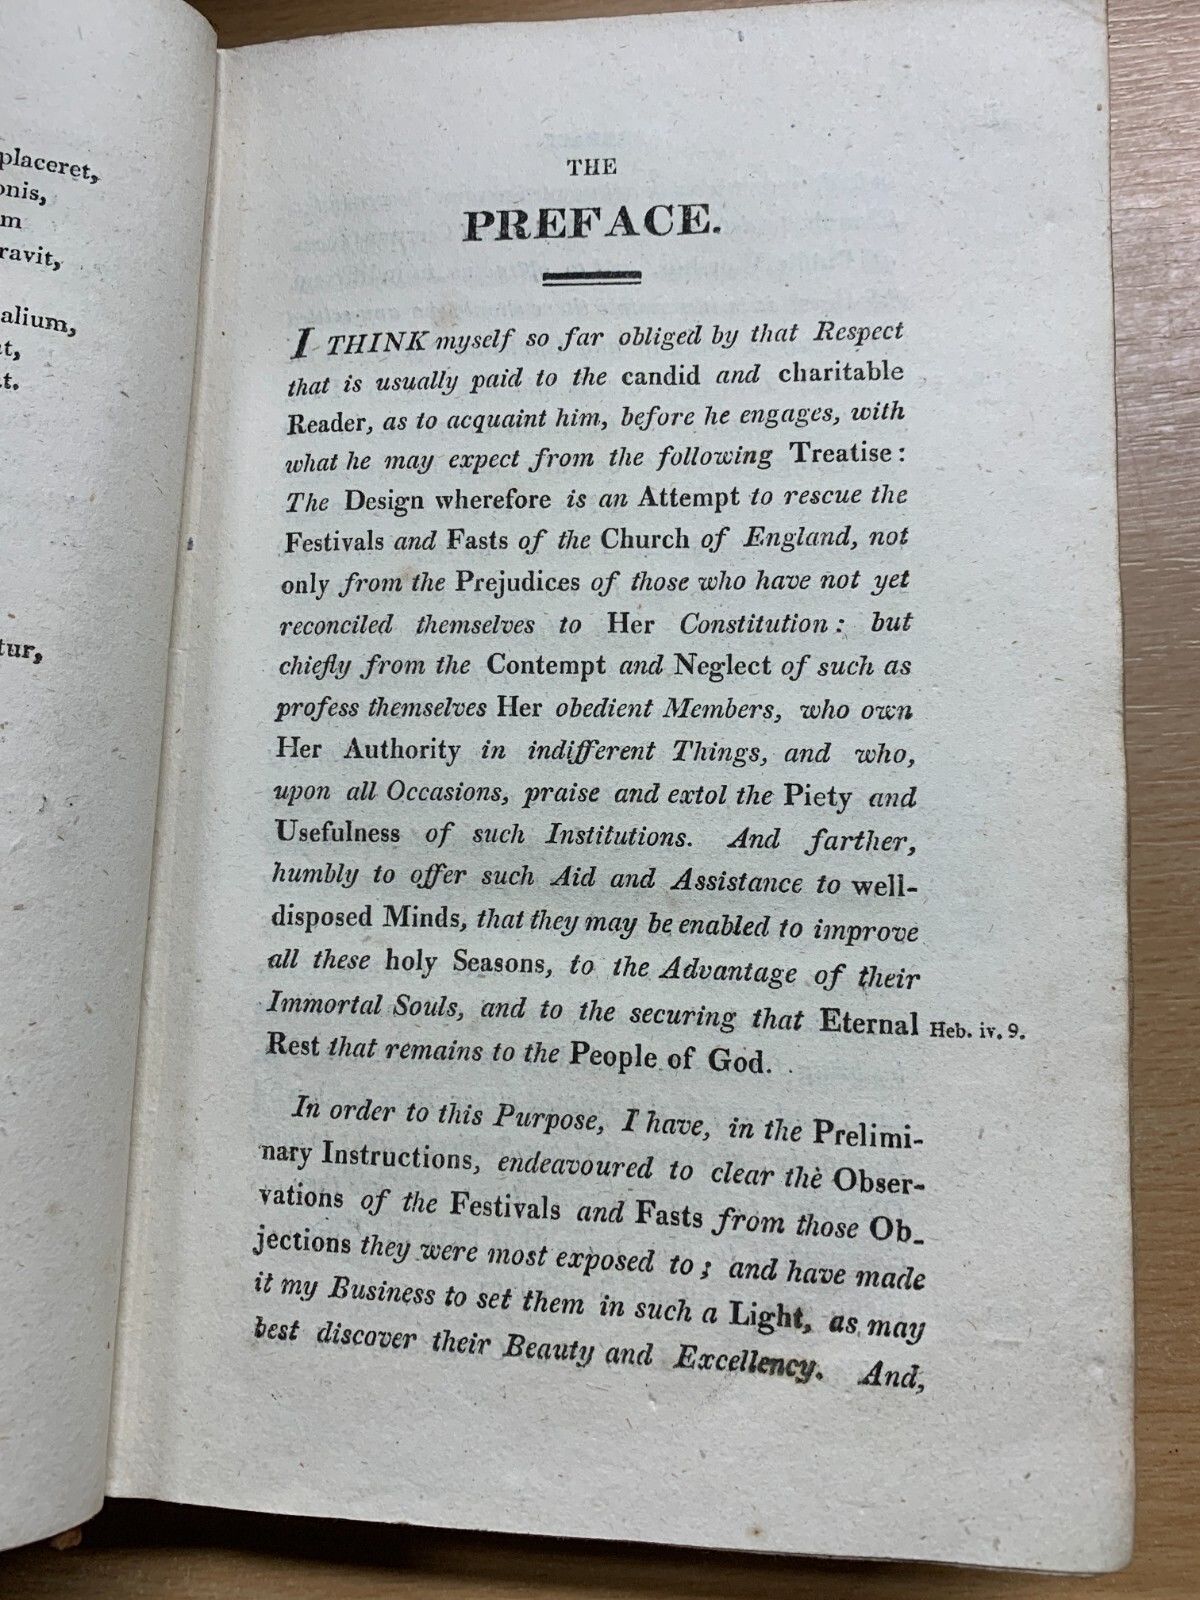 placeret,
onis,
m
ravit,
alium,
t,
t.
tur,
THE
PREFACE.
I THINK myself so far obliged by that Respect
that is usually paid to the candid and charitable
Reader, as to acquaint him, before he engages, with
what he may expect from the following Treatise:
The Design wherefore is an Attempt to rescue the
Festivals and Fasts of the Church of England, not
only from the Prejudices of those who have not yet
reconciled themselves to Her Constitution: but
chiefly from the Contempt and Neglect of such as
profess themselves Her obedient Members, who own
Her Authority in indifferent Things, and who,
upon all Occasions, praise and extol the Piety and
Usefulness of such Institutions. And farther,
humbly to offer such Aid and Assistance to well-
disposed Minds, that they may be enabled to improve
all these holy Seasons, to the Advantage of their
Immortal Souls, and to the securing that Eternal Heb. iv. 9.
Rest that remains to the People of God.
In order to this Purpose, I have, in the Prelimi-
nary Instructions, endeavoured to clear the Obser-
vations of the Festivals and Fasts from those Ob-
jections they were most exposed to; and have made
it my Business to set them in such a Light, as may
best discover their Beauty and Excellency. And,